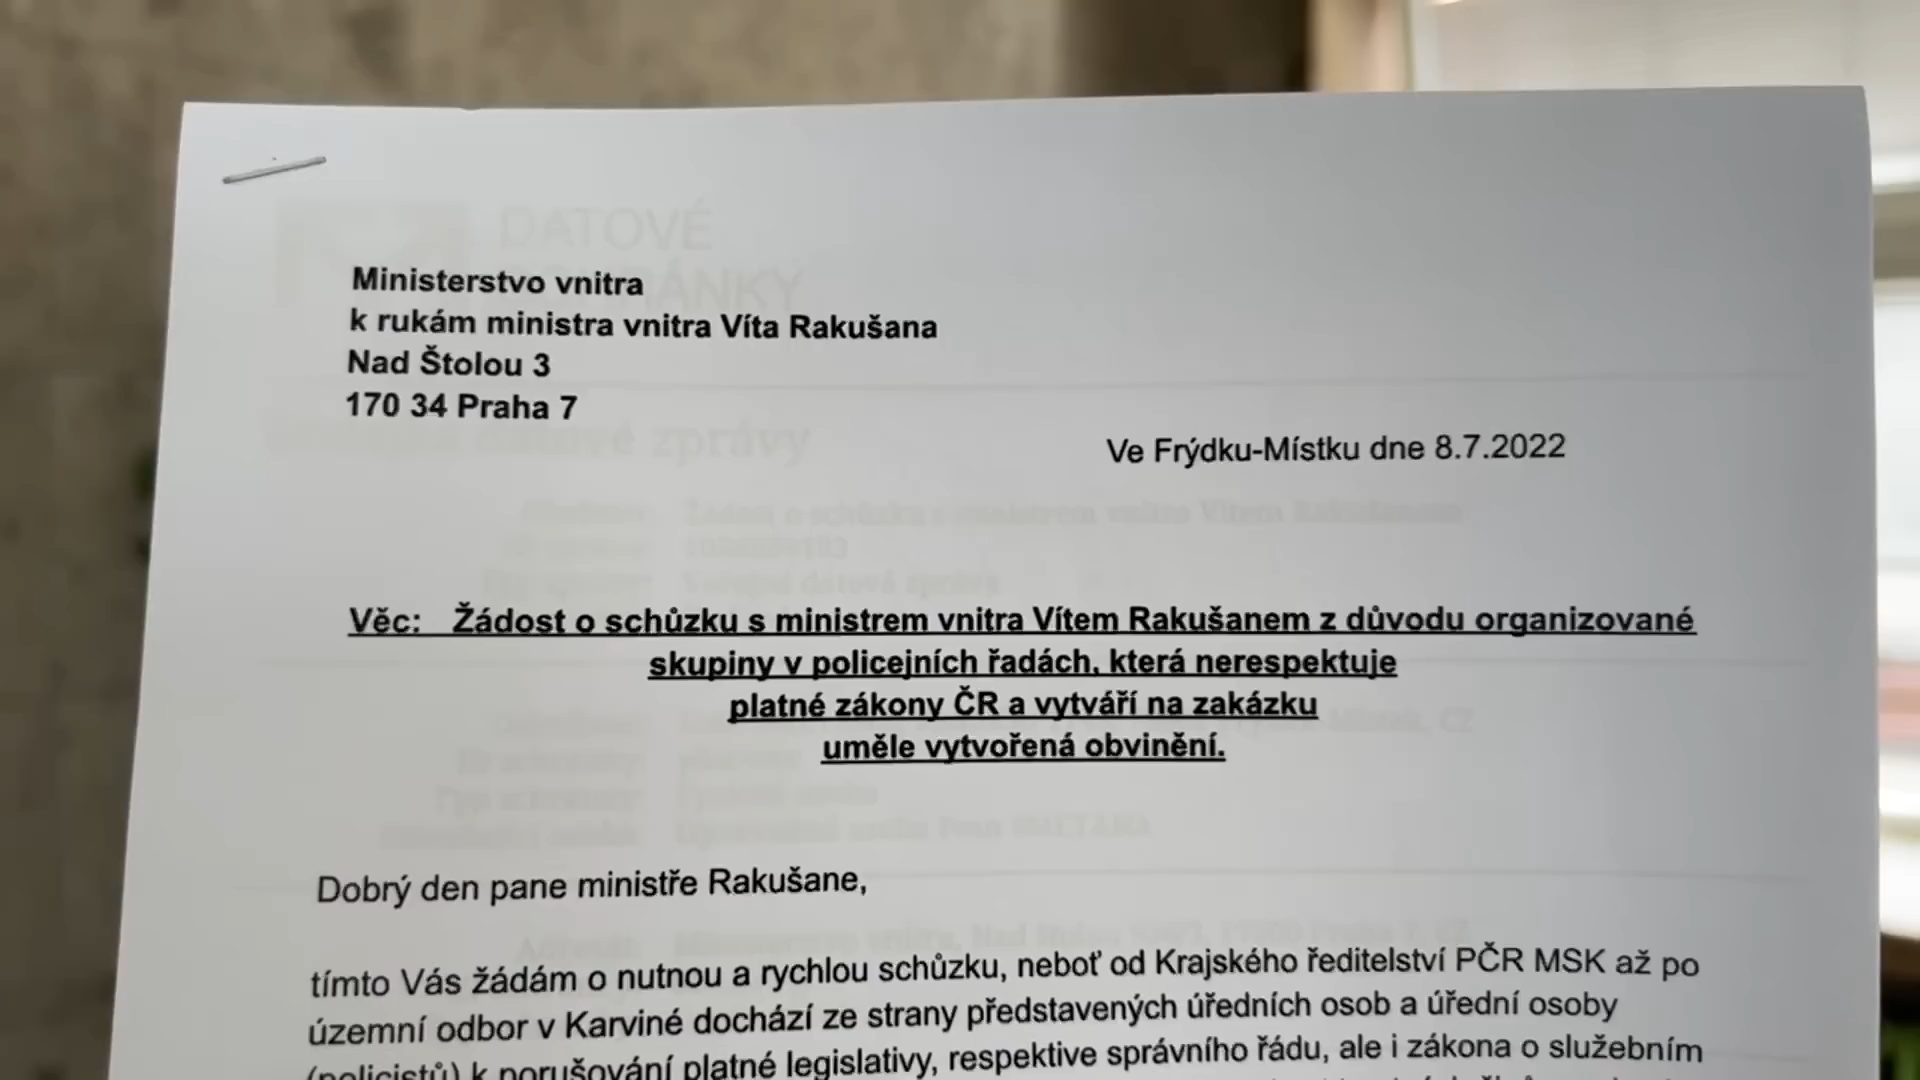 Ministerstvo vnitra
k rukám ministra vnitra Víta Rakušana
Nad Štolou 3
170 34 Praha 7
Ve Frýdku-Místku dne 8.7.2022
Věc: Žádost o schůzku s ministrem vnitra Vítem Rakušanem z důvodu organizované
skupiny v policejních řadách, která nerespektuje
platné zákony ČR a vytváří na zakázku
uměle vytvořená obvinění.
Dobrý den pane ministře Rakušane,
tímto Vás žádám o nutnou a rychlou schůzku, neboť od Krajského ředitelství PČR MSK až po
územní odbor v Karviné dochází ze strany představených úředních osob a úřední osoby
(policistů) k porušování platné legislativy, respektive správního řádu, ale i zákona o služebním
DATOVÉ
datové zprávy